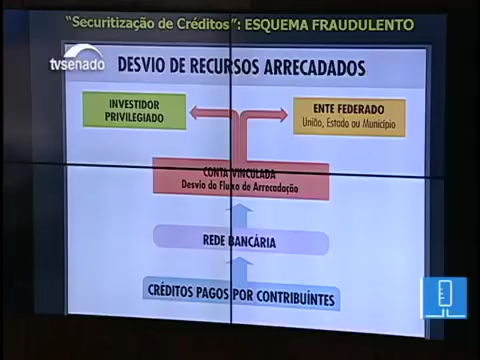 "Securitização de Créditos": ESQUEMA FRAUDULENTO
tvsenado
DESVIO DE RECURSOS ARRECADADOS
INVESTIDOR
PRIVILEGIADO
ENTE FEDERADO
União, Estado ou Município
CONTA VINCULADA
Desvio do Fluxo de Arrecadação
REDE BANCÁRIA
CRÉDITOS PAGOS POR CONTRIBUÍNTES